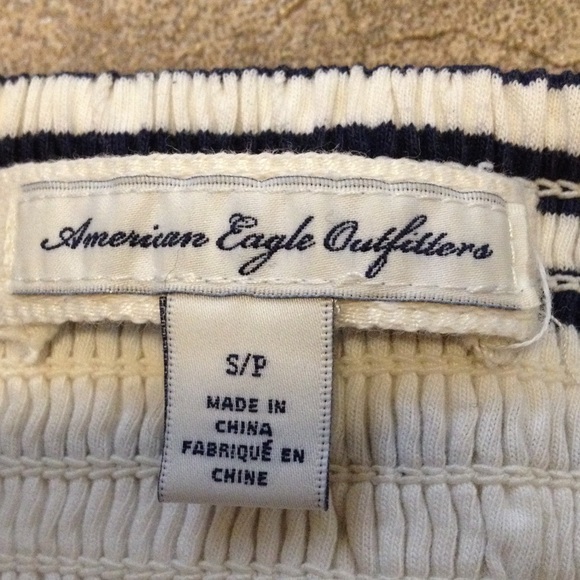 American Eagle Outfitters
S/P
MADE IN
CHINA
FABRIQUÉ EN
CHINE